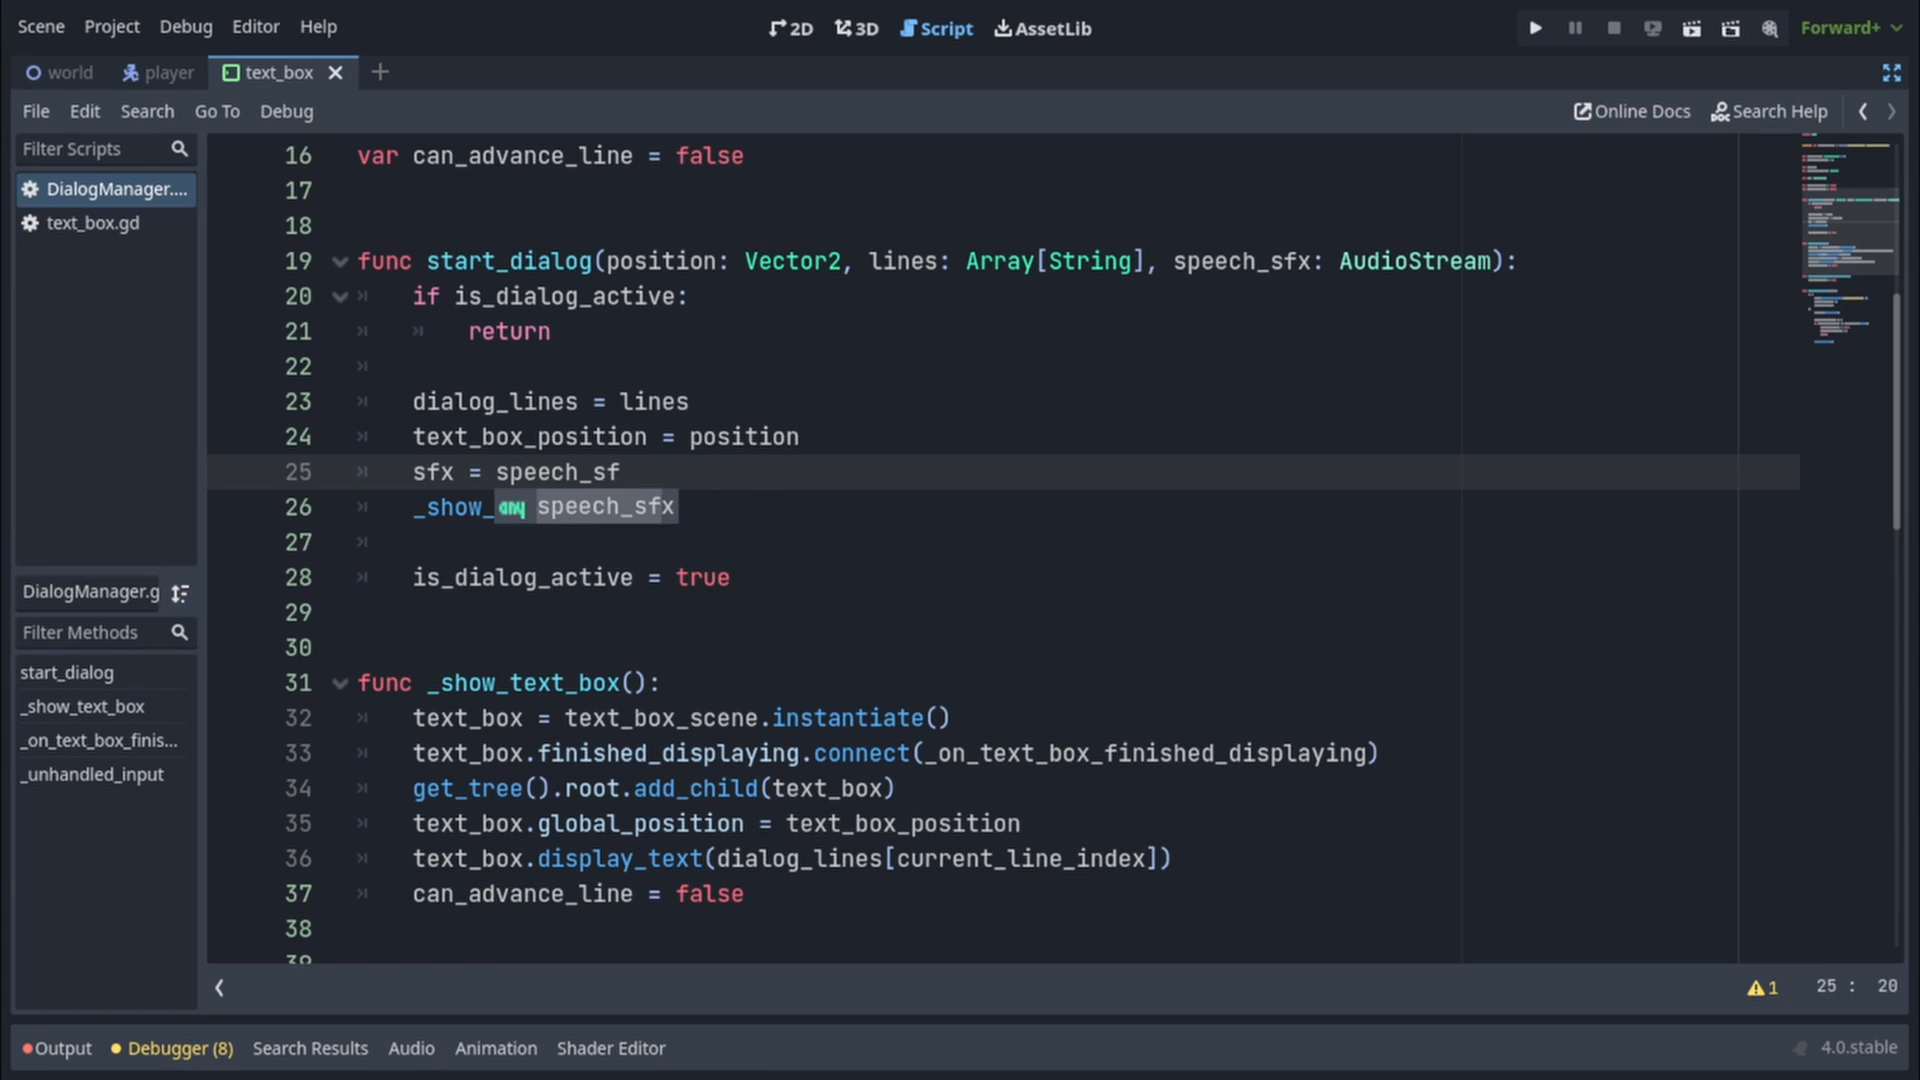 Scene Project Debug Editor Help
2D 3D Script AssetLib
Forward+
world player text_box
File Edit Search Go To Debug
Online Docs Search Help
Filter Scripts
DialogManager....
text_box.gd
DialogManager.g
Filter Methods
start_dialog
_show_text_box
_on_text_box_finis...
_unhandled_input
16 var can_advance_line = false
17
18
19 func start_dialog(position: Vector2, lines: Array[String], speech_sfx: AudioStream):
20 if is_dialog_active:
21 return
22
23 dialog_lines = lines
24 text_box_position = position
25 sfx = speech_sf
26 _show_
any speech_sfx
27
28 is_dialog_active = true
29
30
31 func _show_text_box():
32 text_box = text_box_scene.instantiate()
33 text_box.finished_displaying.connect(_on_text_box_finished_displaying)
34 get_tree().root.add_child(text_box)
35 text_box.global_position = text_box_position
36 text_box.display_text(dialog_lines[current_line_index])
37 can_advance_line = false
38
39
1 25 : 20
Output Debugger (8) Search Results Audio Animation Shader Editor
4.0.stable